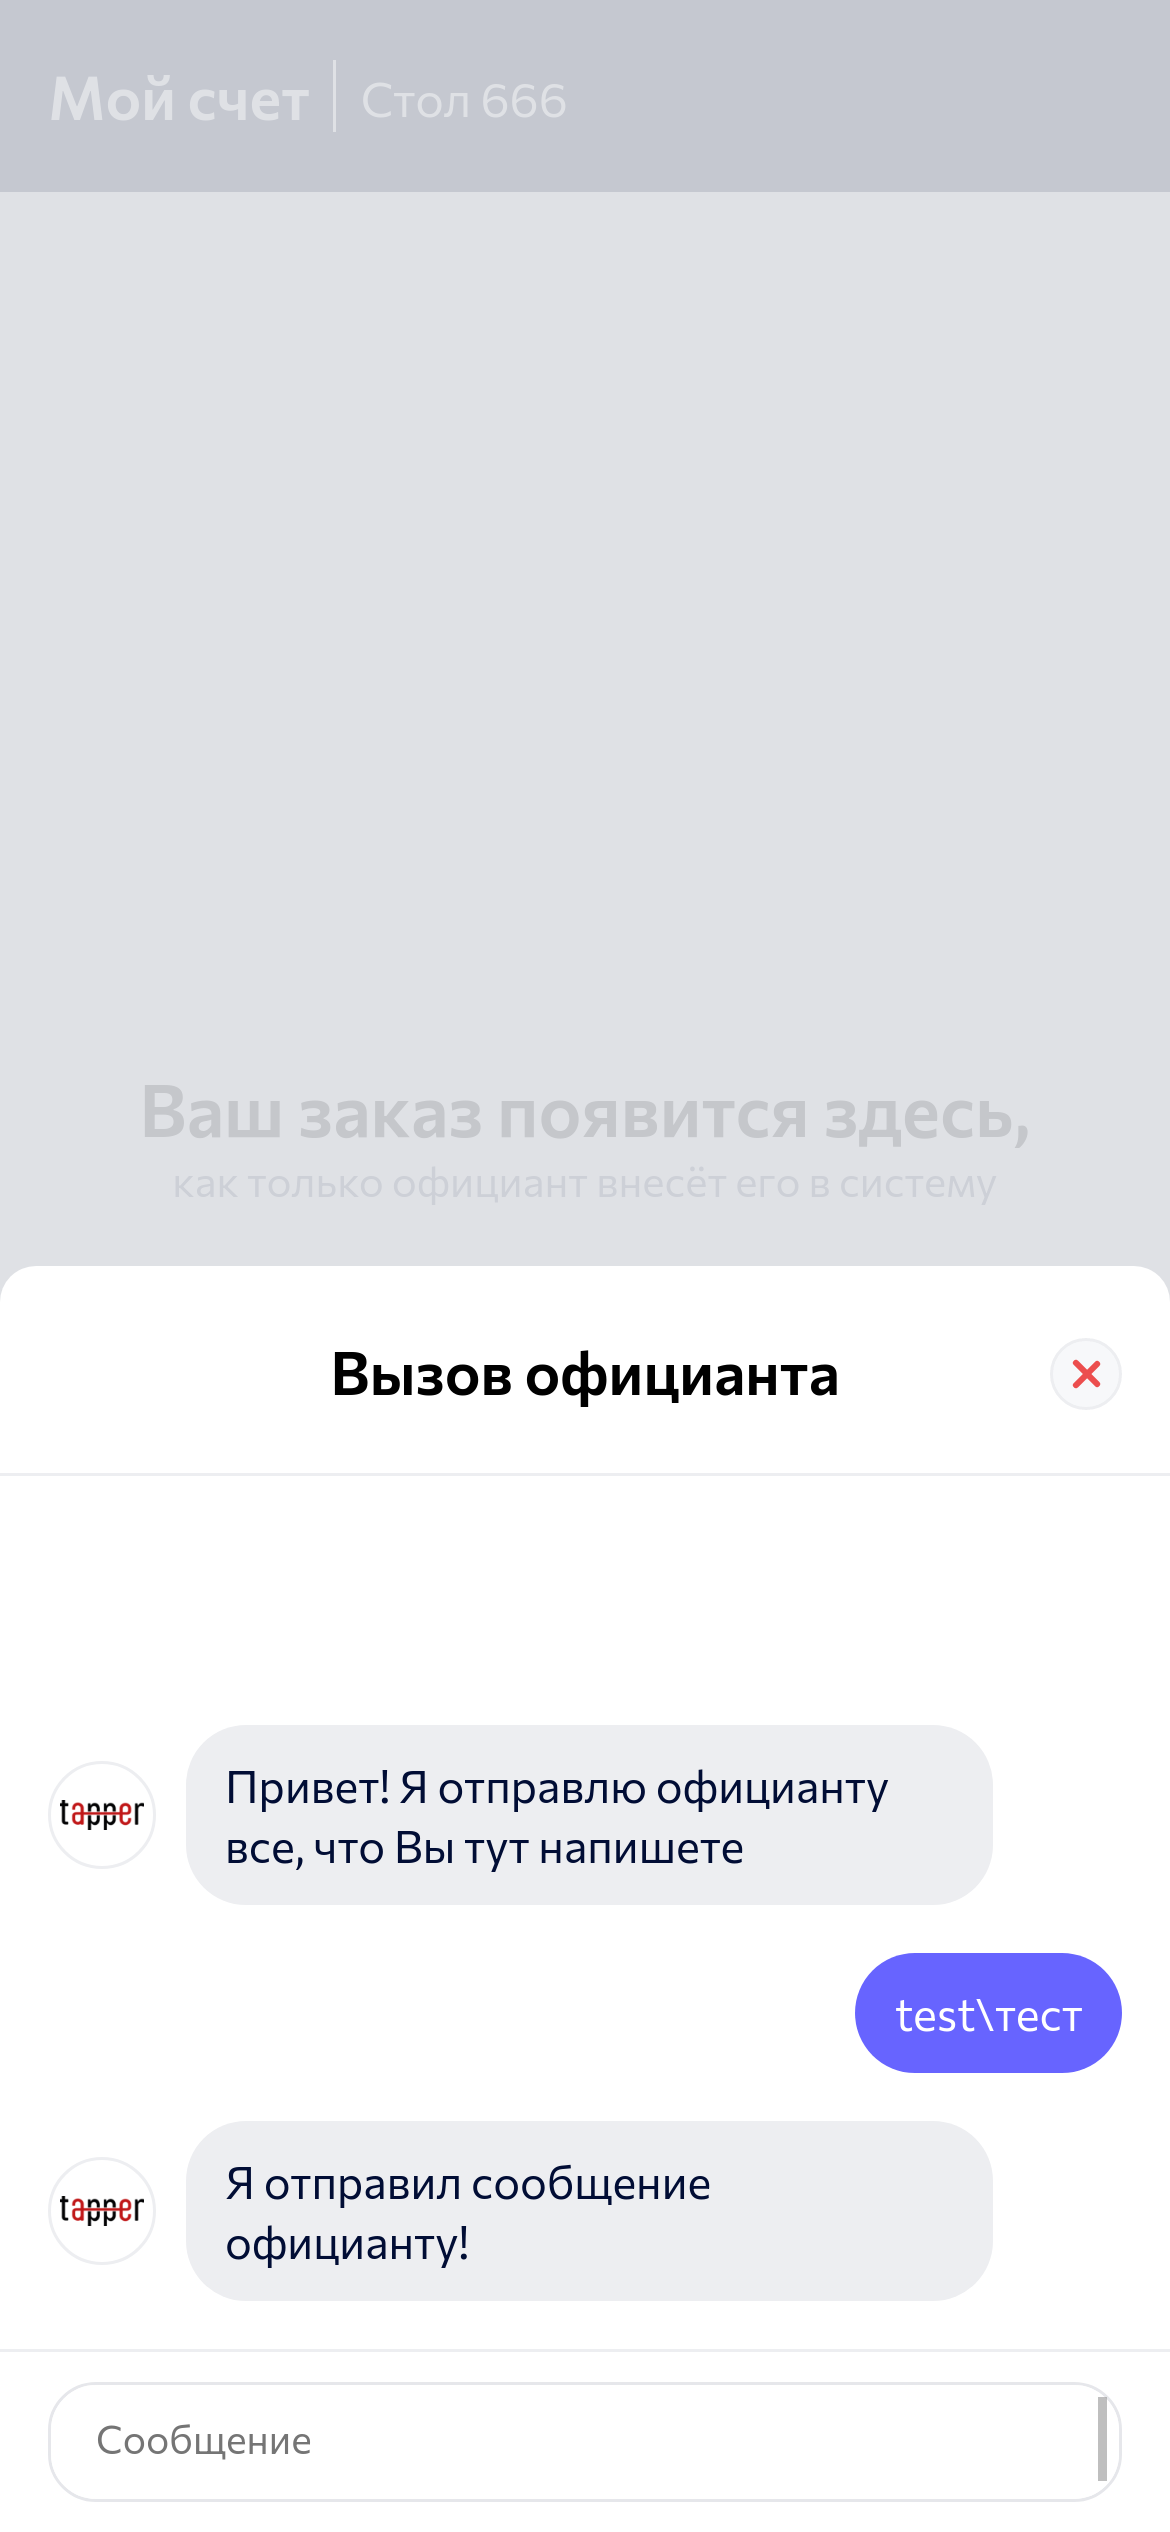 Мой счет
Стол 666
Ваш заказ появится здесь,
как только официант внесёт его в систему
Вызов официанта
tapper
Привет! Я отправлю официанту
все, что Вы тут напишете
test\тест
tapper
Я отправил сообщение
официанту!
Сообщение